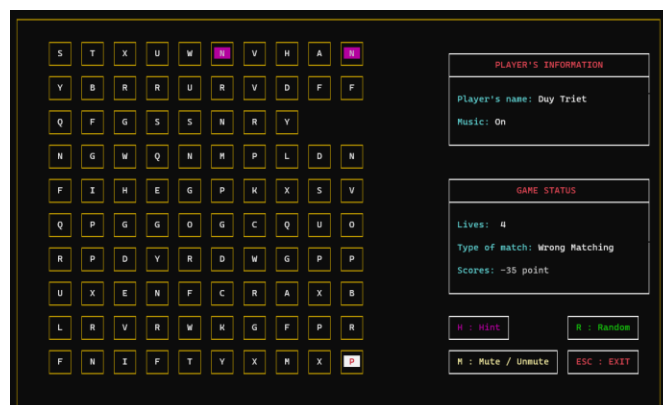 S T X U W N V H A N
Y B R R U R V D F F
Q F G S S N R Y
N G W Q N M P L D N
F I H E G P K X S V
Q P G G O G C Q U O
R P D Y R D W G P P
U X E N F C R A X B
L R V R W K G F P R
F N I F T Y X M X P
PLAYER'S INFORMATION
Player's name: Duy Triet
Music: On
GAME STATUS
Lives: 4
Type of match: Wrong Matching
Scores: -35 point
H : Hint
R : Random
M : Mute / Unmute
ESC : EXIT